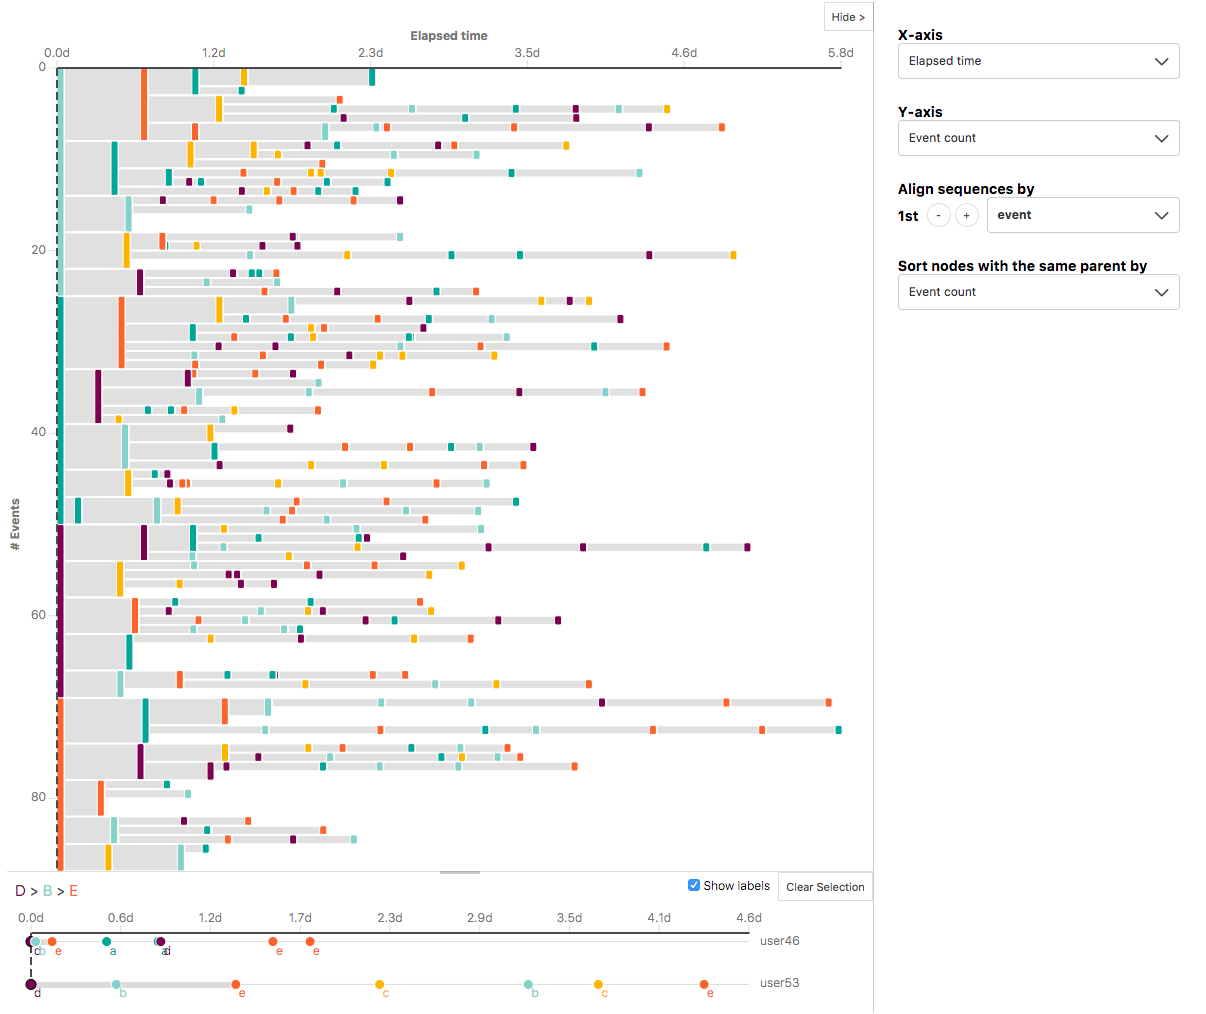 Hide >
Elapsed time
0.0d 1.2d 2.3d 3.5d 4.6d 5.8d
0
20
40
60
80
# Events
X-axis
Elapsed time
Y-axis
Event count
Align sequences by
1st - + event
Sort nodes with the same parent by
Event count
D > B > E
Show labels
Clear Selection
0.0d 0.6d 1.2d 1.7d 2.3d 2.9d 3.5d 4.1d 4.6d
user46
d b e a a d e e
user53
d b e c b c e